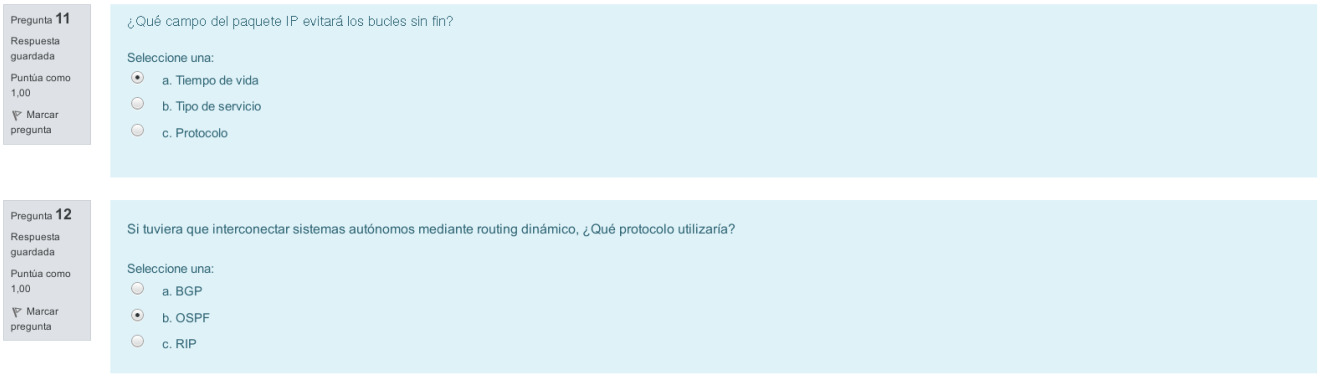 Pregunta 11
Respuesta
guardada
Puntúa como
1,00
Marcar
pregunta
¿Qué campo del paquete IP evitará los bucles sin fin?
Seleccione una:
a. Tiempo de vida
b. Tipo de servicio
c. Protocolo
Pregunta 12
Respuesta
guardada
Puntúa como
1,00
Marcar
pregunta
Si tuviera que interconectar sistemas autónomos mediante routing dinámico, ¿Qué protocolo utilizaría?
Seleccione una:
a. BGP
b. OSPF
c. RIP